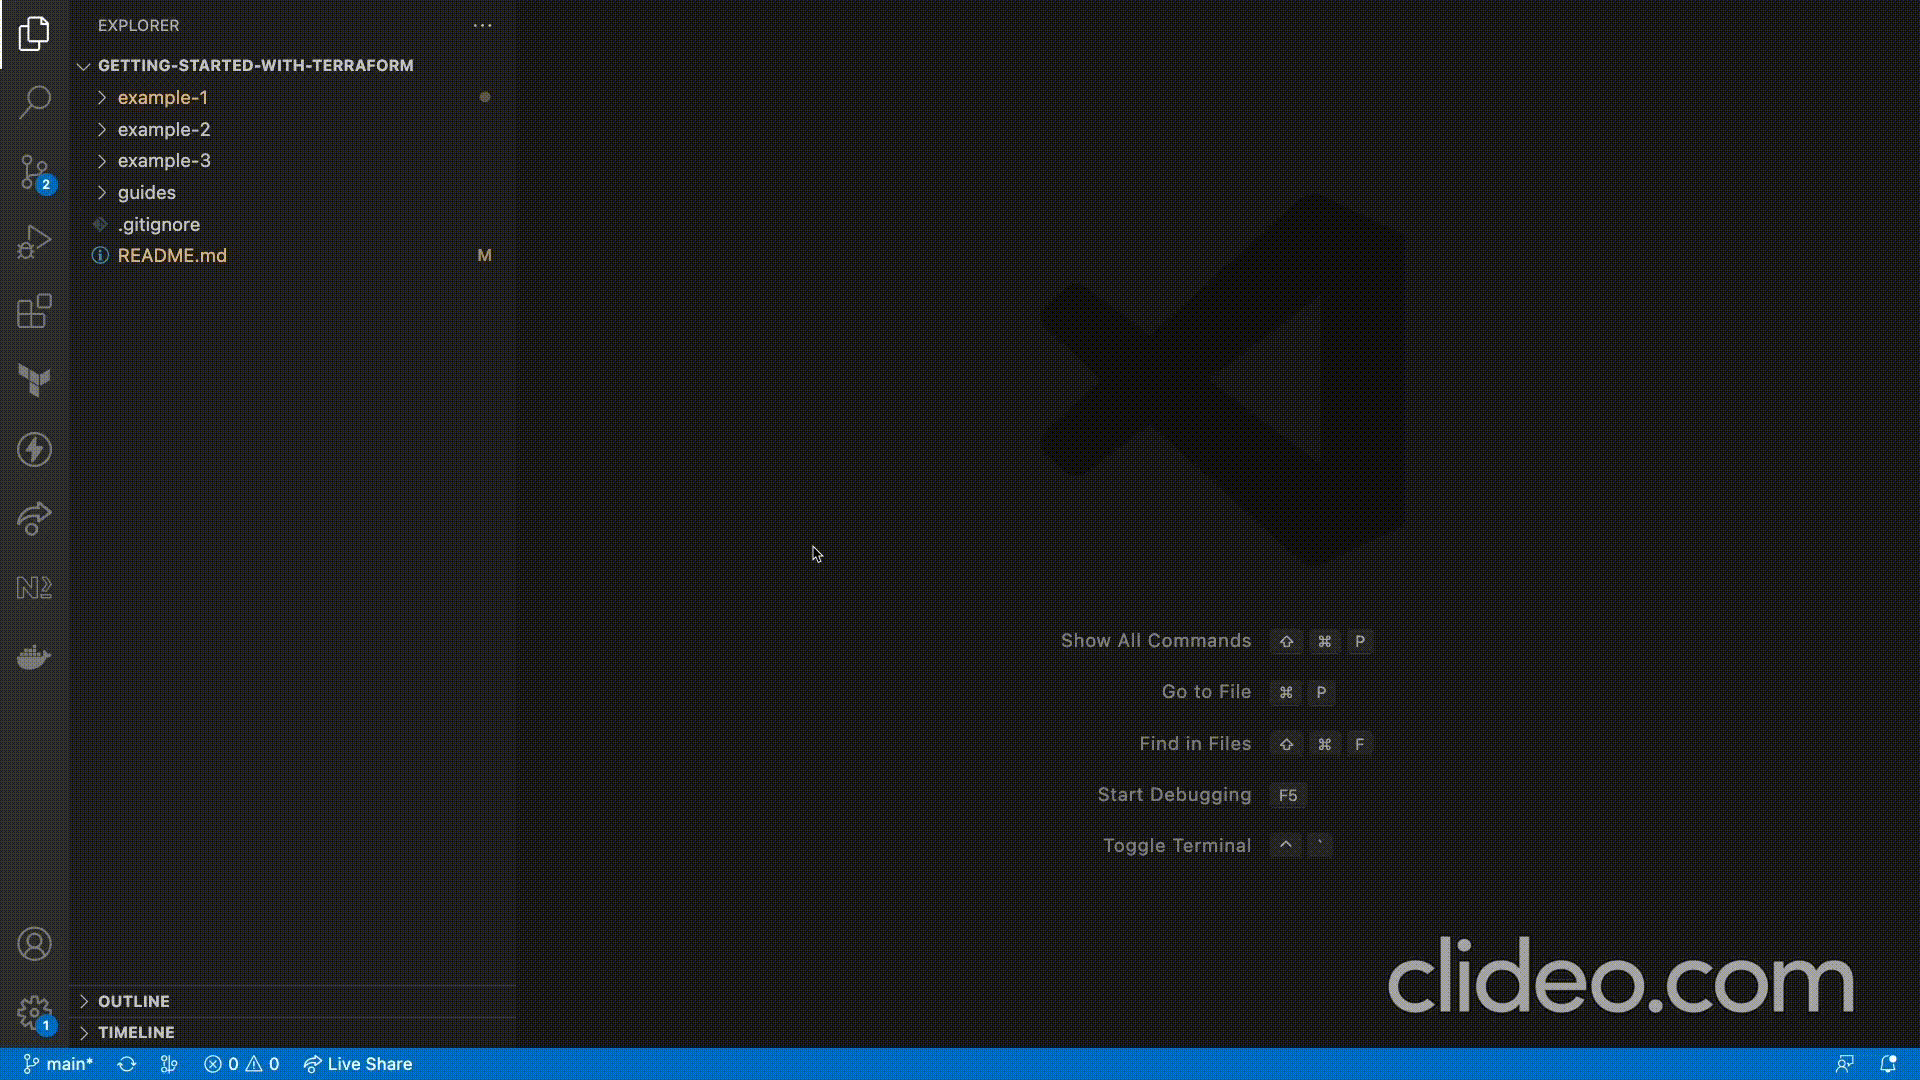 EXPLORER
GETTING-STARTED-WITH-TERRAFORM
example-1
example-2
example-3
guides
.gitignore
README.md M
2
Show All Commands ⇧ ⌘ P
Go to File ⌘ P
Find in Files ⇧ ⌘ F
Start Debugging F5
Toggle Terminal ^ `
clideo.com
OUTLINE
1
TIMELINE
main* 0 0 Live Share